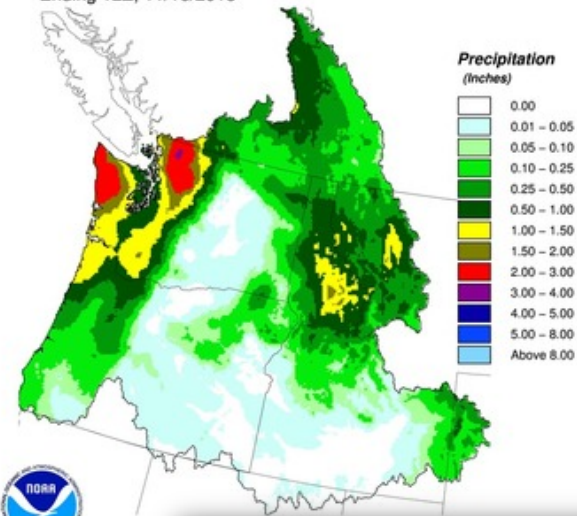 Precipitation
(Inches)
0.00
0.01 - 0.05
0.05 - 0.10
0.10 - 0.25
0.25 - 0.50
0.50 - 1.00
1.00 - 1.50
1.50 - 2.00
2.00 - 3.00
3.00 - 4.00
4.00 - 5.00
5.00 - 8.00
Above 8.00
NOAA